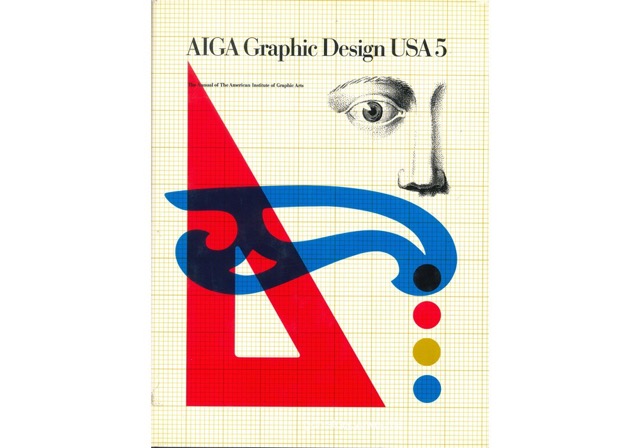 AIGA Graphic Design USA 5
The Annual of The American Institute of Graphic Arts